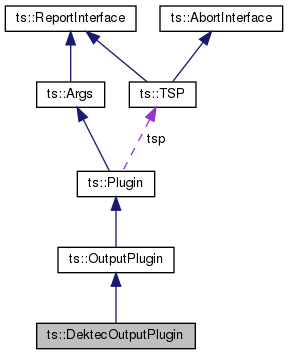 ts::ReportInterface
ts::AbortInterface
ts::Args
ts::TSP
tsp
ts::Plugin
ts::OutputPlugin
ts::DektecOutputPlugin